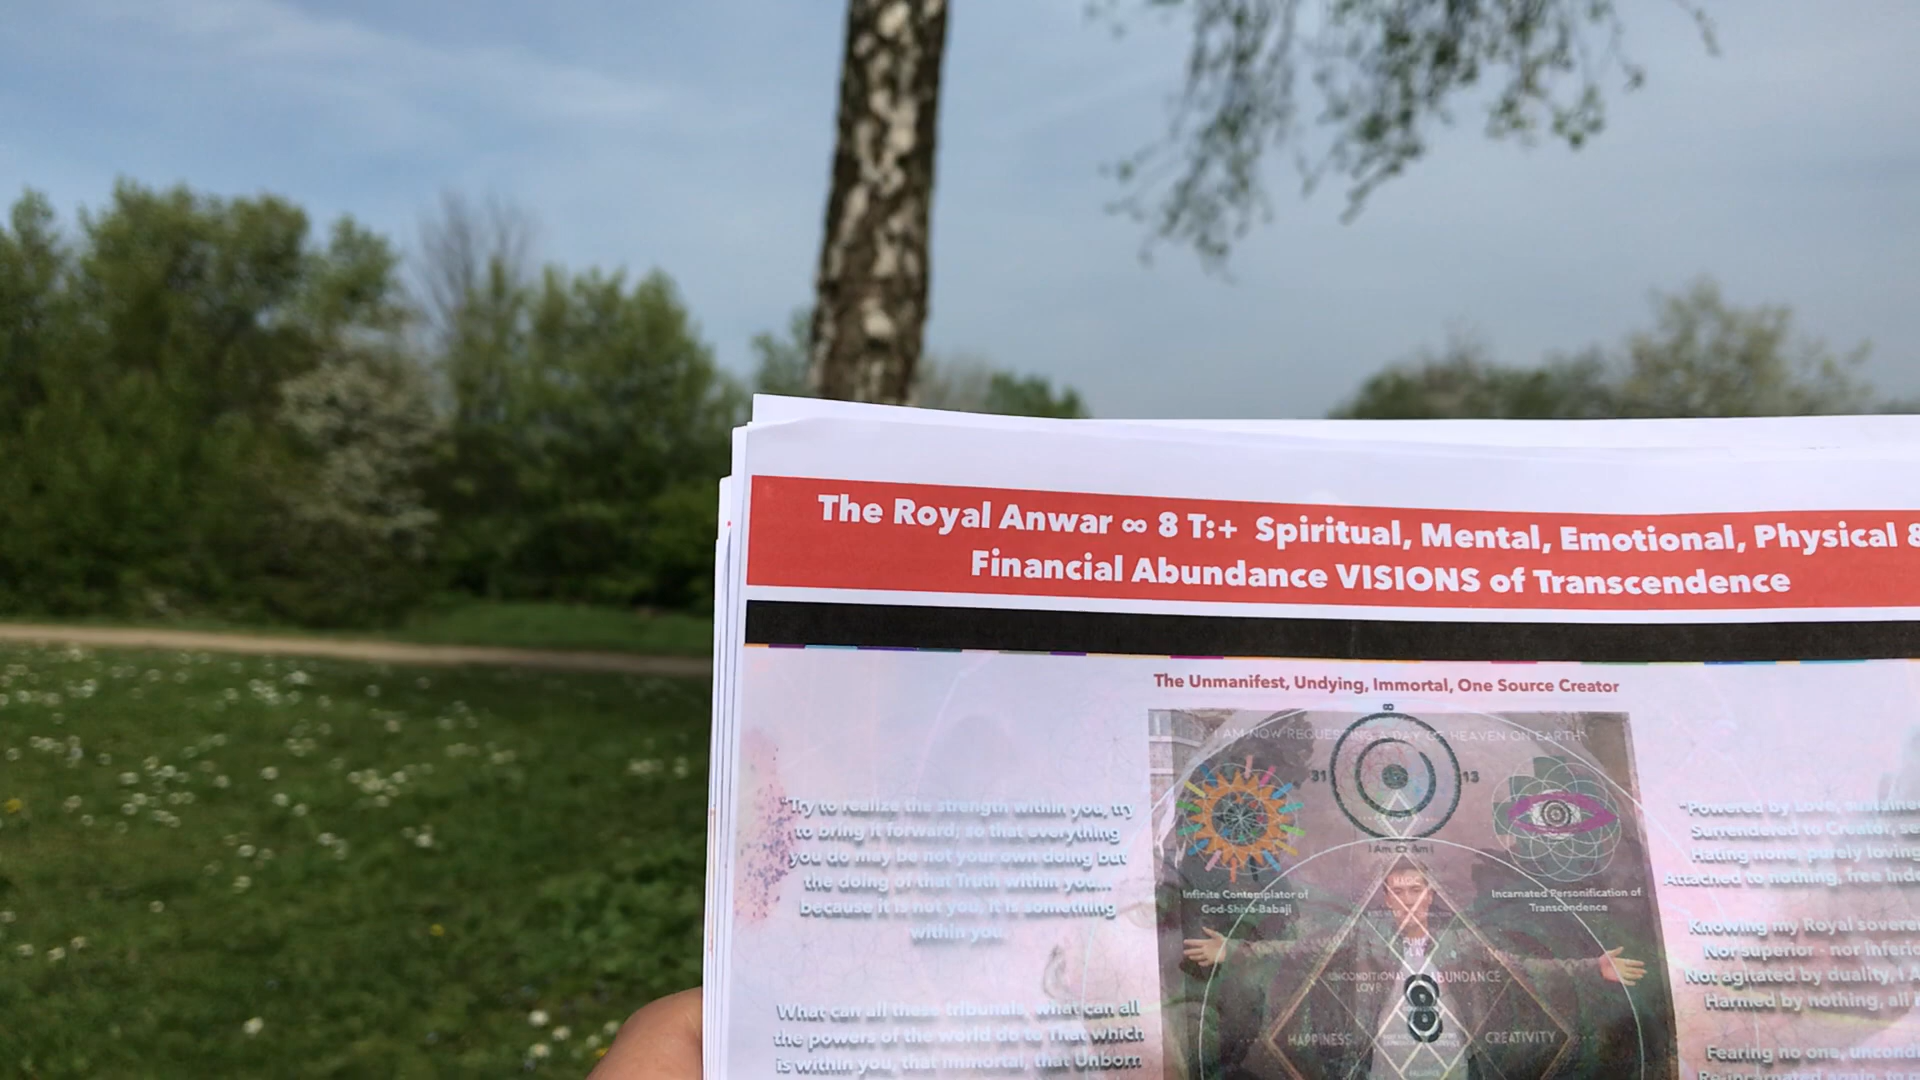 The Royal Anwar ∞ 8 T:+ Spiritual, Mental, Emotional, Physical &
Financial Abundance VISIONS of Transcendence
The Unmanifest, Undying, Immortal, One Source Creator
"Try to realize the strength within you, try
to bring it forward; so that everything
you do may be not your own doing but
the doing of that Truth within you...
because it is not you, it is something
within you.
What can all these tribunals, what can all
the powers of the world do to That which
is within you, that Immortal, that Unborn
8
"I AM NOW REQUESTING A DAY OF HEAVEN ON EARTH"
31
13
I Am
Am I
Infinite Contemplator of
God-Shiva-Babaji
Incarnated Personification of
Transcendence
UNCONDITIONAL
LOVE
ABUNDANCE
HAPPINESS
CREATIVITY
"Powered by Love,
Surrendered to Creator,
Hating none, purely loving
Attached to nothing, free
Knowing my Royal
Nor superior - nor
Not agitated by duality, I A
Harmed by nothing, all
Fearing no one,